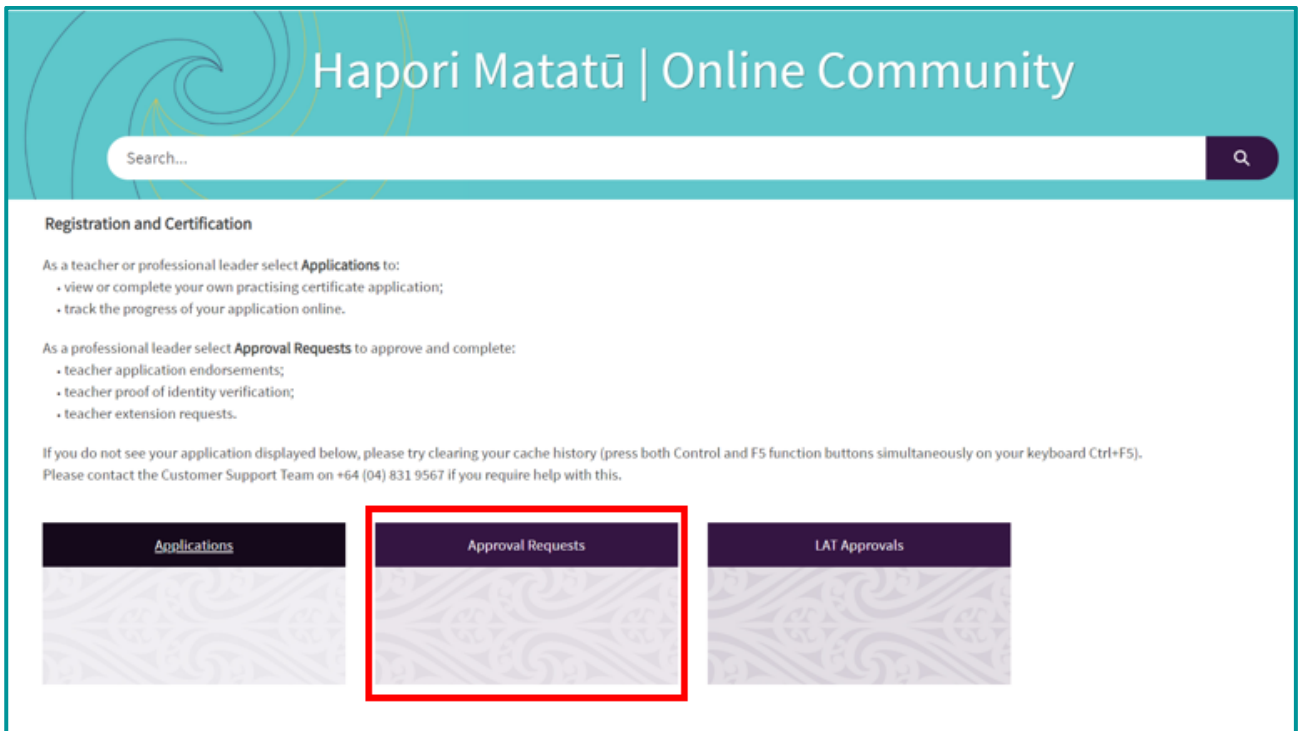 Hapori Matatū | Online Community
Search...
Registration and Certification
As a teacher or professional leader select Applications to:
• view or complete your own practising certificate application;
• track the progress of your application online.
As a professional leader select Approval Requests to approve and complete:
• teacher application endorsements;
• teacher proof of identity verification;
• teacher extension requests.
If you do not see your application displayed below, please try clearing your cache history (press both Control and F5 function buttons simultaneously on your keyboard Ctrl+F5).
Please contact the Customer Support Team on +64 (04) 831 9567 if you require help with this.
Applications
Approval Requests
LAT Approvals